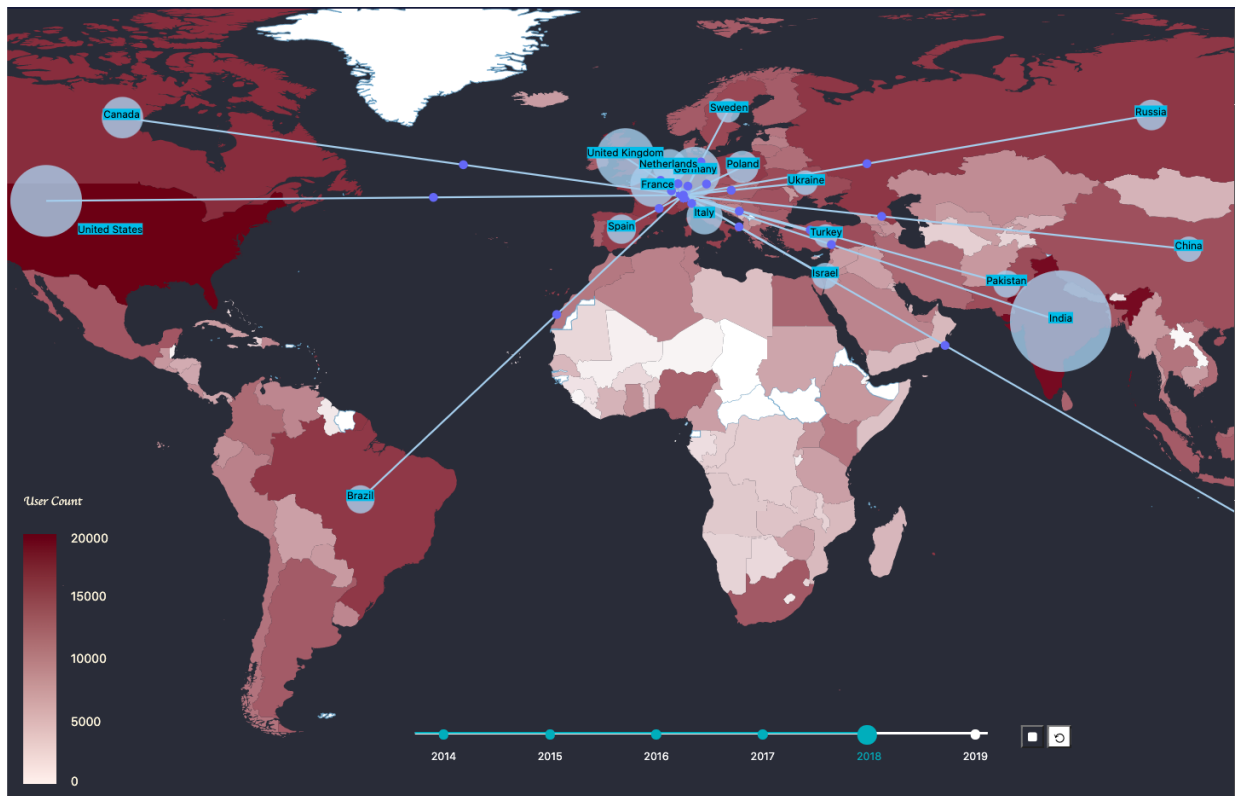 Sweden
Canada
Russia
United Kingdom
Netherlands
Poland
Germany
Ukraine
France
Italy
Spain
United States
Turkey
China
Israel
Pakistan
India
Brazil
User Count
20000
15000
10000
5000
0
2014
2015
2016
2017
2018
2019